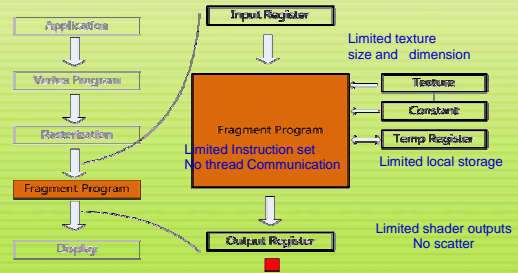 Application
Vertex Program
Rasterization
Fragment Program
Display
Input Register
Fragment Program
Limited Instruction set
No thread Communication
Output Register
Limited texture
size and dimension
Texture
Constant
Temp Register
Limited local storage
Limited shader outputs
No scatter